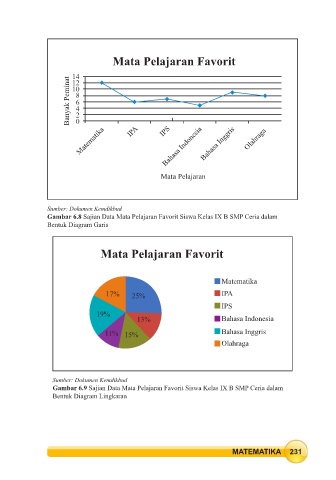 Mata Pelajaran Favorit
Banyak Peminat
14
12
10
8
6
4
2
0
Matematika
IPA
IPS
Bahasa Indonesia
Bahasa Inggris
Olahraga
Mata Pelajaran
Sumber: Dokumen Kemdikbud
Gambar 6.8 Sajian Data Mata Pelajaran Favorit Siswa Kelas IX B SMP Ceria dalam
Bentuk Diagram Garis
Mata Pelajaran Favorit
17%
25%
19%
13%
11%
15%
Matematika
IPA
IPS
Bahasa Indonesia
Bahasa Inggris
Olahraga
Sumber: Dokumen Kemdikbud
Gambar 6.9 Sajian Data Mata Pelajaran Favorit Siswa Kelas IX B SMP Ceria dalam
Bentuk Diagram Lingkaran
MATEMATIKA 231